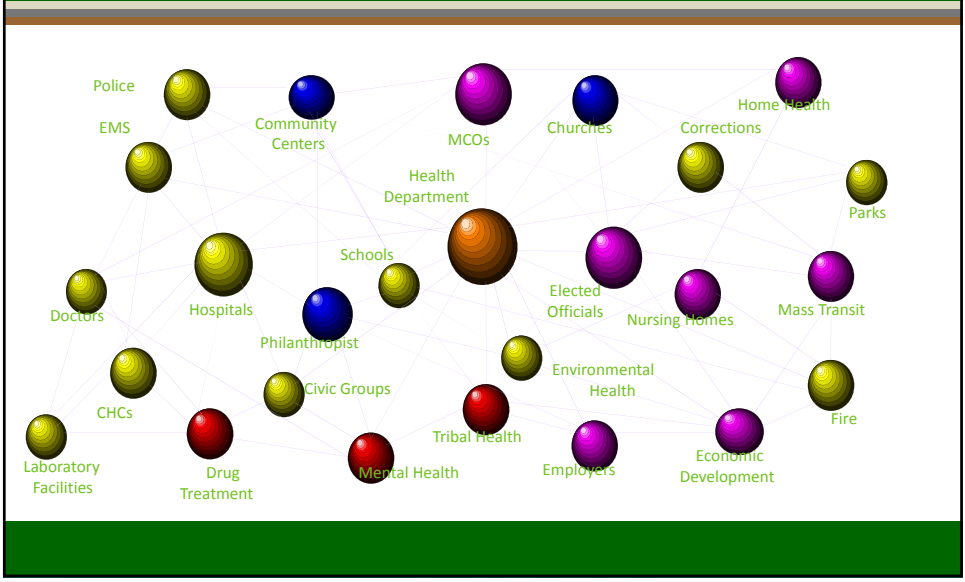 Police
EMS
Community
Centers
MCOs
Churches
Home Health
Corrections
Health
Department
Parks
Schools
Doctors
Hospitals
Philanthropist
Elected
Officials
Nursing Homes
Mass Transit
CHCs
Civic Groups
Environmental
Health
Fire
Laboratory
Facilities
Drug
Treatment
Mental Health
Tribal Health
Employers
Economic
Development